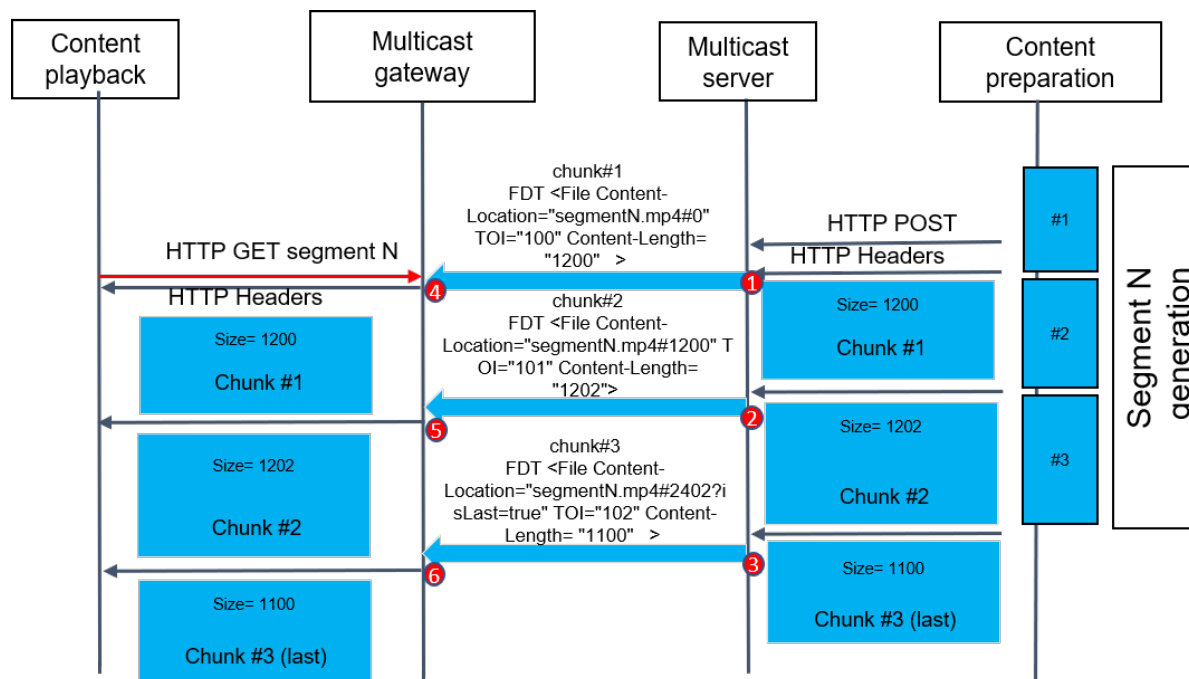 Content
playback
Multicast
gateway
Multicast
server
Content
preparation
chunk#1
FDT <File Content-
Location="segmentN.mp4#0"
TOI="100" Content-Length=
"1200" >
HTTP POST
#1
HTTP GET segment N
HTTP Headers
4
1
HTTP Headers
chunk#2
FDT <File Content-
Location="segmentN.mp4#1200" T
OI="101" Content-Length=
"1202">
Size= 1200
Chunk #1
Size= 1200
Chunk #1
#2
Segment N
generation
5
2
chunk#3
FDT <File Content-
Location="segmentN.mp4#2402?i
sLast=true" TOI="102" Content-
Length= "1100" >
Size= 1202
Chunk #2
Size= 1202
Chunk #2
#3
6
3
Size= 1100
Chunk #3 (last)
Size= 1100
Chunk #3 (last)